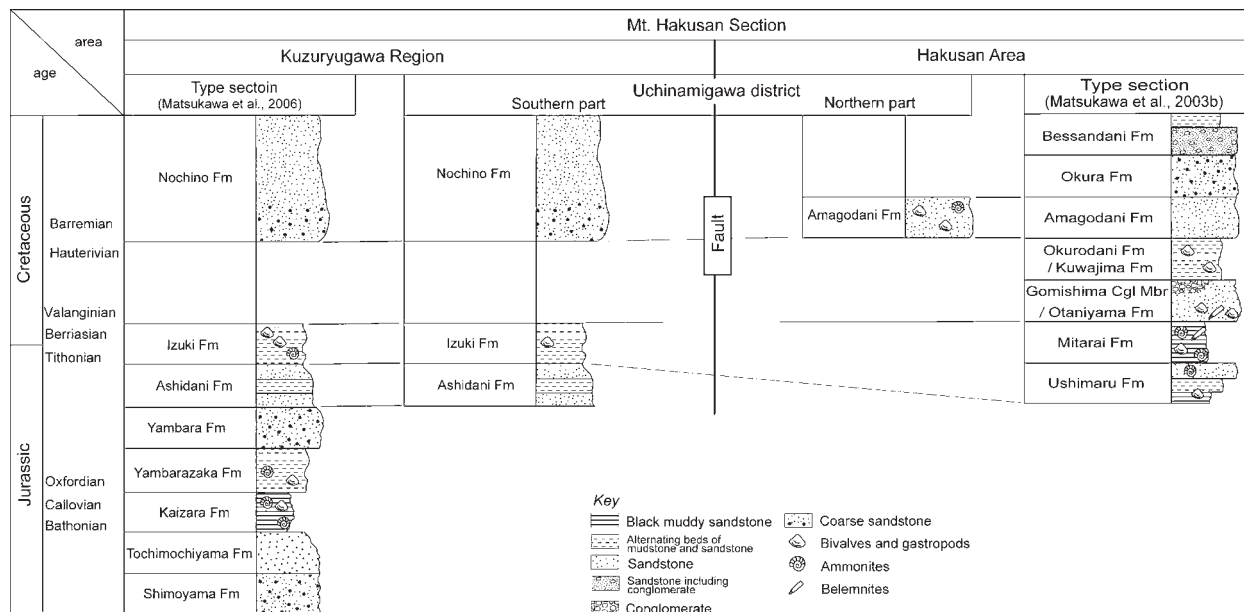 Mt. Hakusan Section
area
age
Kuzuryugawa Region
Hakusan Area
Type sectoin
(Matsukawa et al., 2006)
Uchinamigawa district
Southern part
Northern part
Type section
(Matsukawa et al., 2003b)
Cretaceous
Jurassic
Barremian
Hauterivian
Valanginian
Berriasian
Tithonian
Oxfordian
Callovian
Bathonian
Nochino Fm
Izuki Fm
Ashidani Fm
Yambara Fm
Yambarazaka Fm
Kaizara Fm
Tochimochiyama Fm
Shimoyama Fm
Nochino Fm
Izuki Fm
Ashidani Fm
Fault
Amagodani Fm
Bessandani Fm
Okura Fm
Amagodani Fm
Okurodani Fm
/ Kuwajima Fm
Gomishima Cgl Mbr
/ Otaniyama Fm
Mitarai Fm
Ushimaru Fm
Key
Black muddy sandstone
Alternating beds of
mudstone and sandstone
Sandstone
Sandstone including
conglomerate
Conglomerate
Coarse sandstone
Bivalves and gastropods
Ammonites
Belemnites